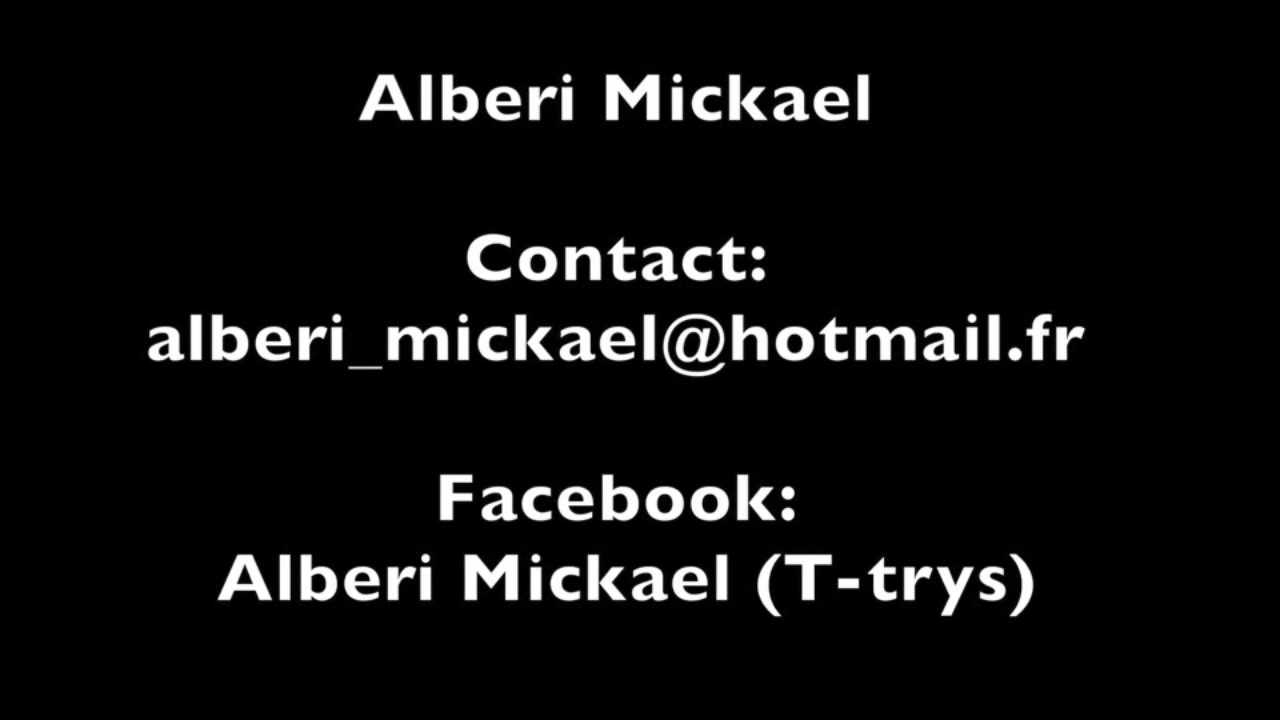 Alberi Mickael
Contact:
alberi_mickael@hotmail.fr
Facebook:
Alberi Mickael (T-trys)